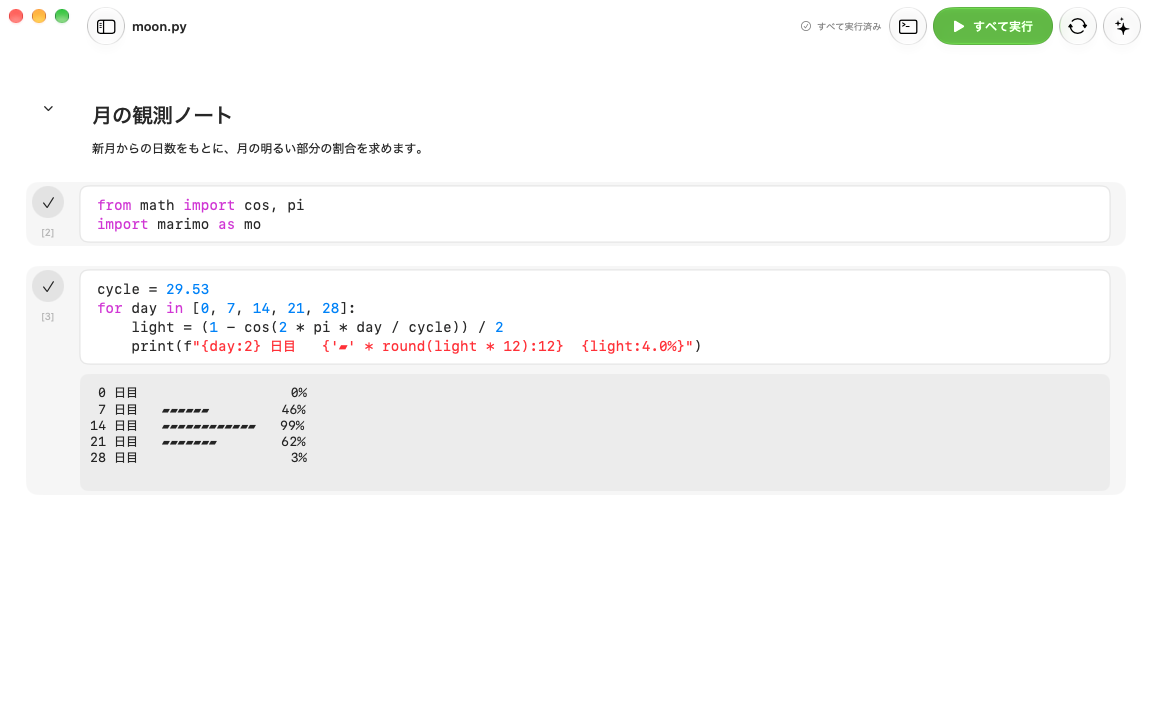 moon.py
すべて実行済み
すべて実行
月の観測ノート
新月からの日数をもとに、月の明るい部分の割合を求めます。
from math import cos, pi
import marimo as mo
[2]
cycle = 29.53
for day in [0, 7, 14, 21, 28]:
    light = (1 - cos(2 * pi * day / cycle)) / 2
    print(f"{day:2} 日目   {'▰' * round(light * 12):12}  {light:4.0%}")
[3]
 0 日目                   0%
 7 日目   ▰▰▰▰▰▰         46%
14 日目   ▰▰▰▰▰▰▰▰▰▰▰▰   99%
21 日目   ▰▰▰▰▰▰▰        62%
28 日目                   3%